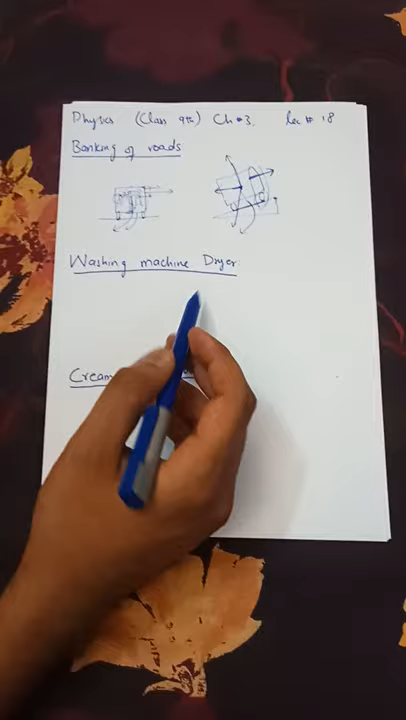 Physics (Class 9th) Ch # 3. Lec # 18
Banking of roads
Washing machine Dryer:
Cream